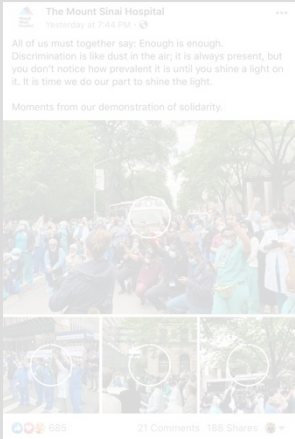 The Mount Sinai Hospital
Yesterday at 7:44 PM ·
All of us must together say: Enough is enough.
Discrimination is like dust in the air; it is always present, but
you don't notice how prevalent it is until you shine a light on
it. It is time we do our part to shine the light.
Moments from our demonstration of solidarity.
685
21 Comments 168 Shares